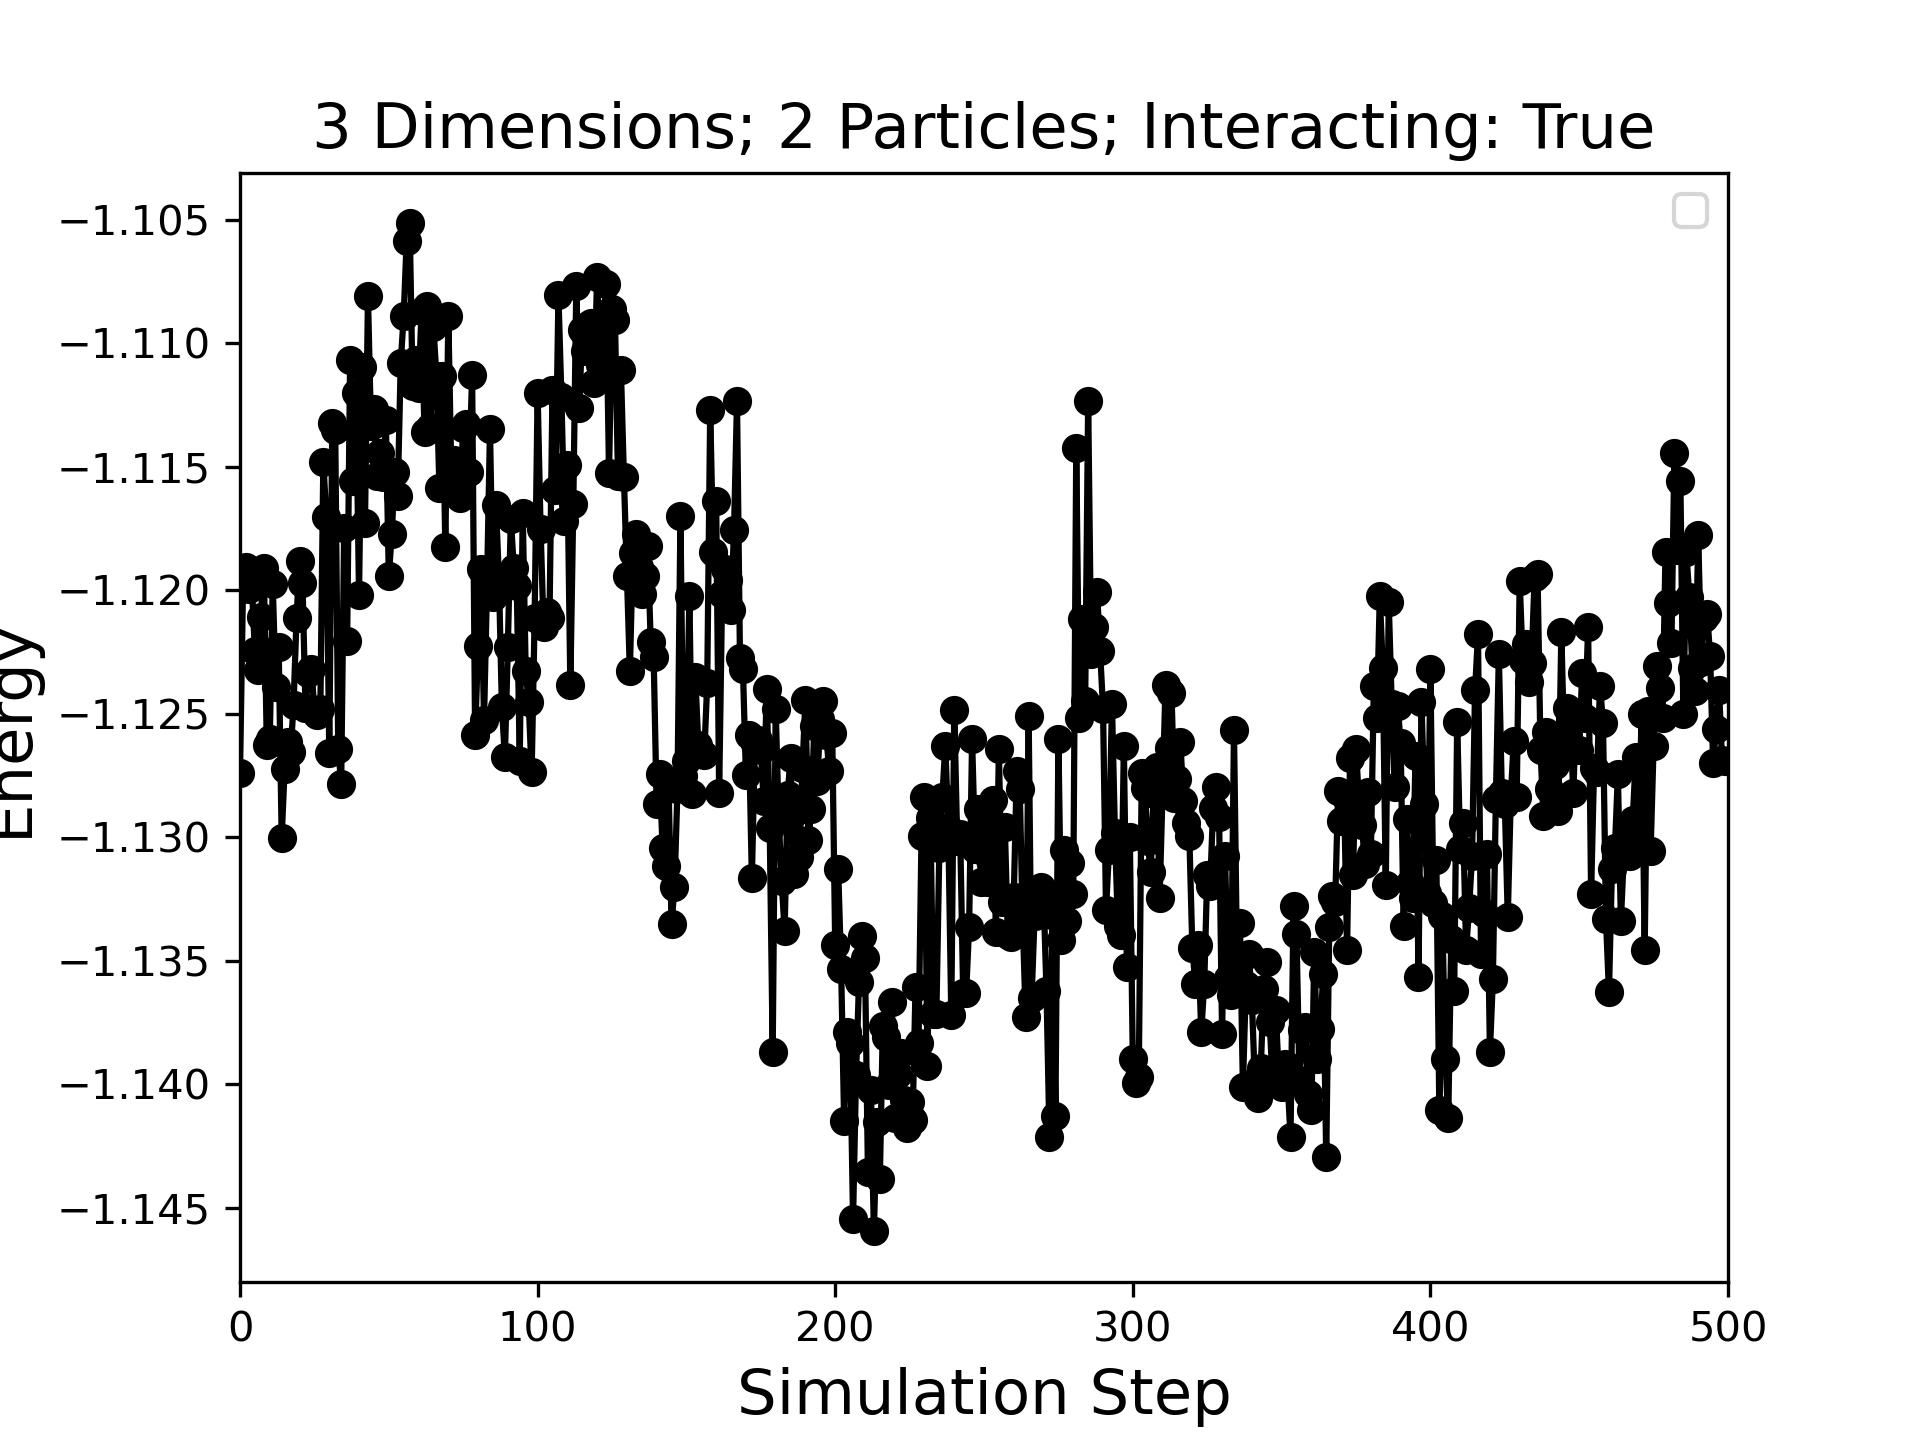 3 Dimensions; 2 Particles; Interacting: True
−1.105
−1.110
−1.115
−1.120
−1.125
−1.130
−1.135
−1.140
−1.145
Energy
0 100 200 300 400 500
Simulation Step